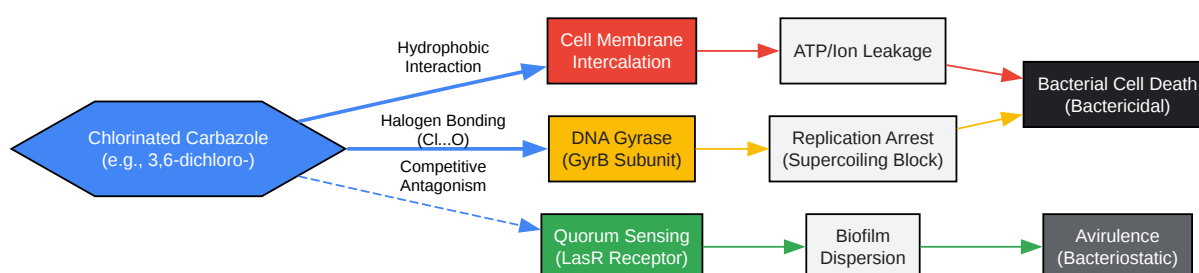 Chlorinated Carbazole
(e.g., 3,6-dichloro-)
Hydrophobic
Interaction
Cell Membrane
Intercalation
ATP/Ion Leakage
Bacterial Cell Death
(Bactericidal)
Halogen Bonding
(Cl...O)
DNA Gyrase
(GyrB Subunit)
Replication Arrest
(Supercoiling Block)
Competitive
Antagonism
Quorum Sensing
(LasR Receptor)
Biofilm
Dispersion
Avirulence
(Bacteriostatic)